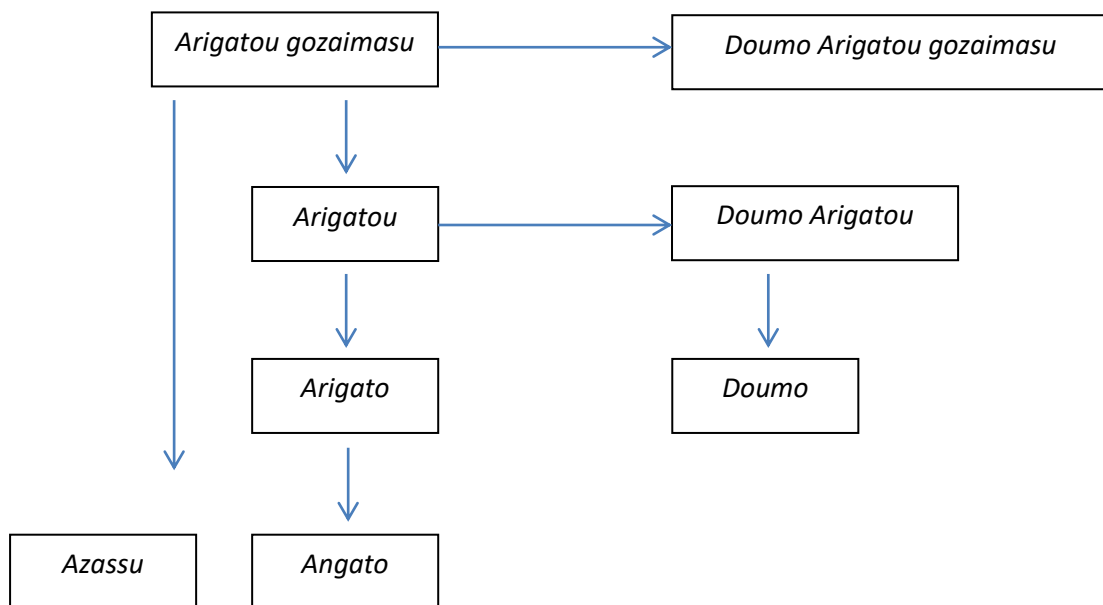 Arigatou gozaimasu
Doumo Arigatou gozaimasu
Arigatou
Doumo Arigatou
Arigato
Doumo
Azassu
Angato